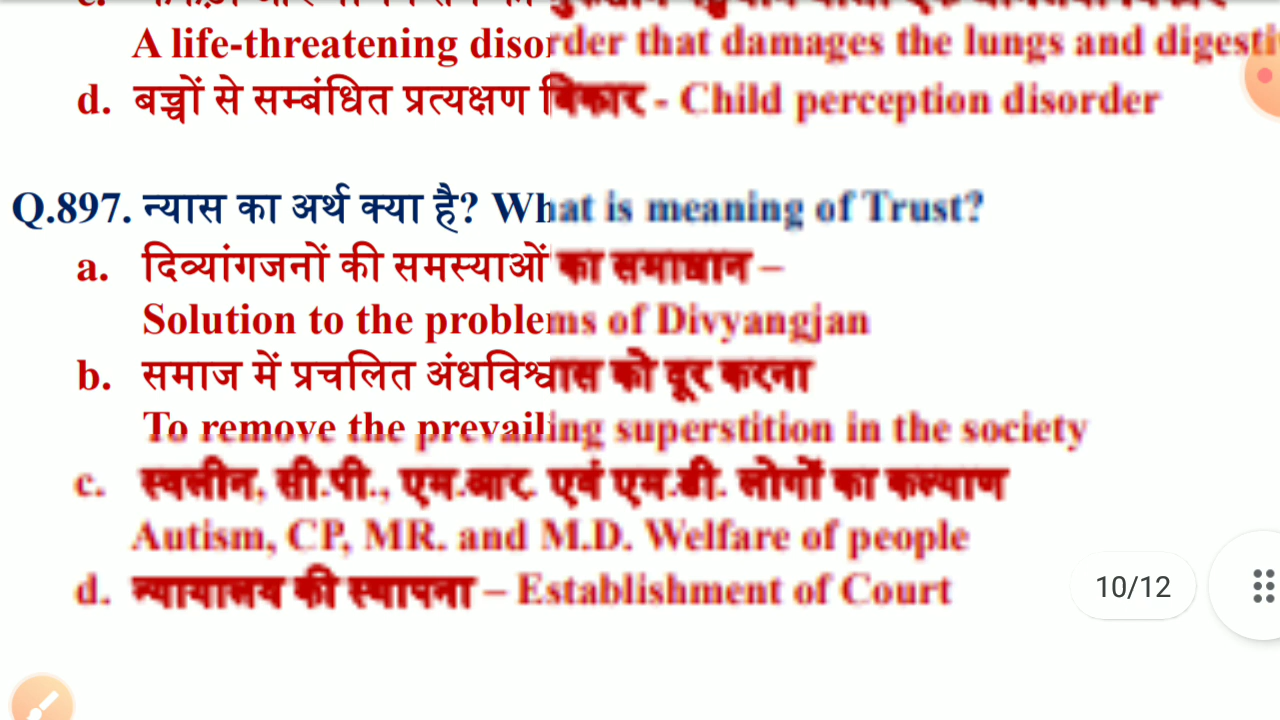 A life-threatening disorder that damages the lungs and digesti
d. बच्चों से सम्बंधित प्रत्यक्षण विकार - Child perception disorder
Q.897. न्यास का अर्थ क्या है? What is meaning of Trust?
a. दिव्यांगजनों की समस्याओं का समाधान –
Solution to the problems of Divyangjan
b. समाज में प्रचलित अंधविश्वास को दूर करना
To remove the prevailing superstition in the society
c. स्वलीन, सी.पी., एम.आर. एवं एम.डी. लोगों का कल्याण
Autism, CP, MR. and M.D. Welfare of people
d. न्यायालय की स्थापना – Establishment of Court
10/12